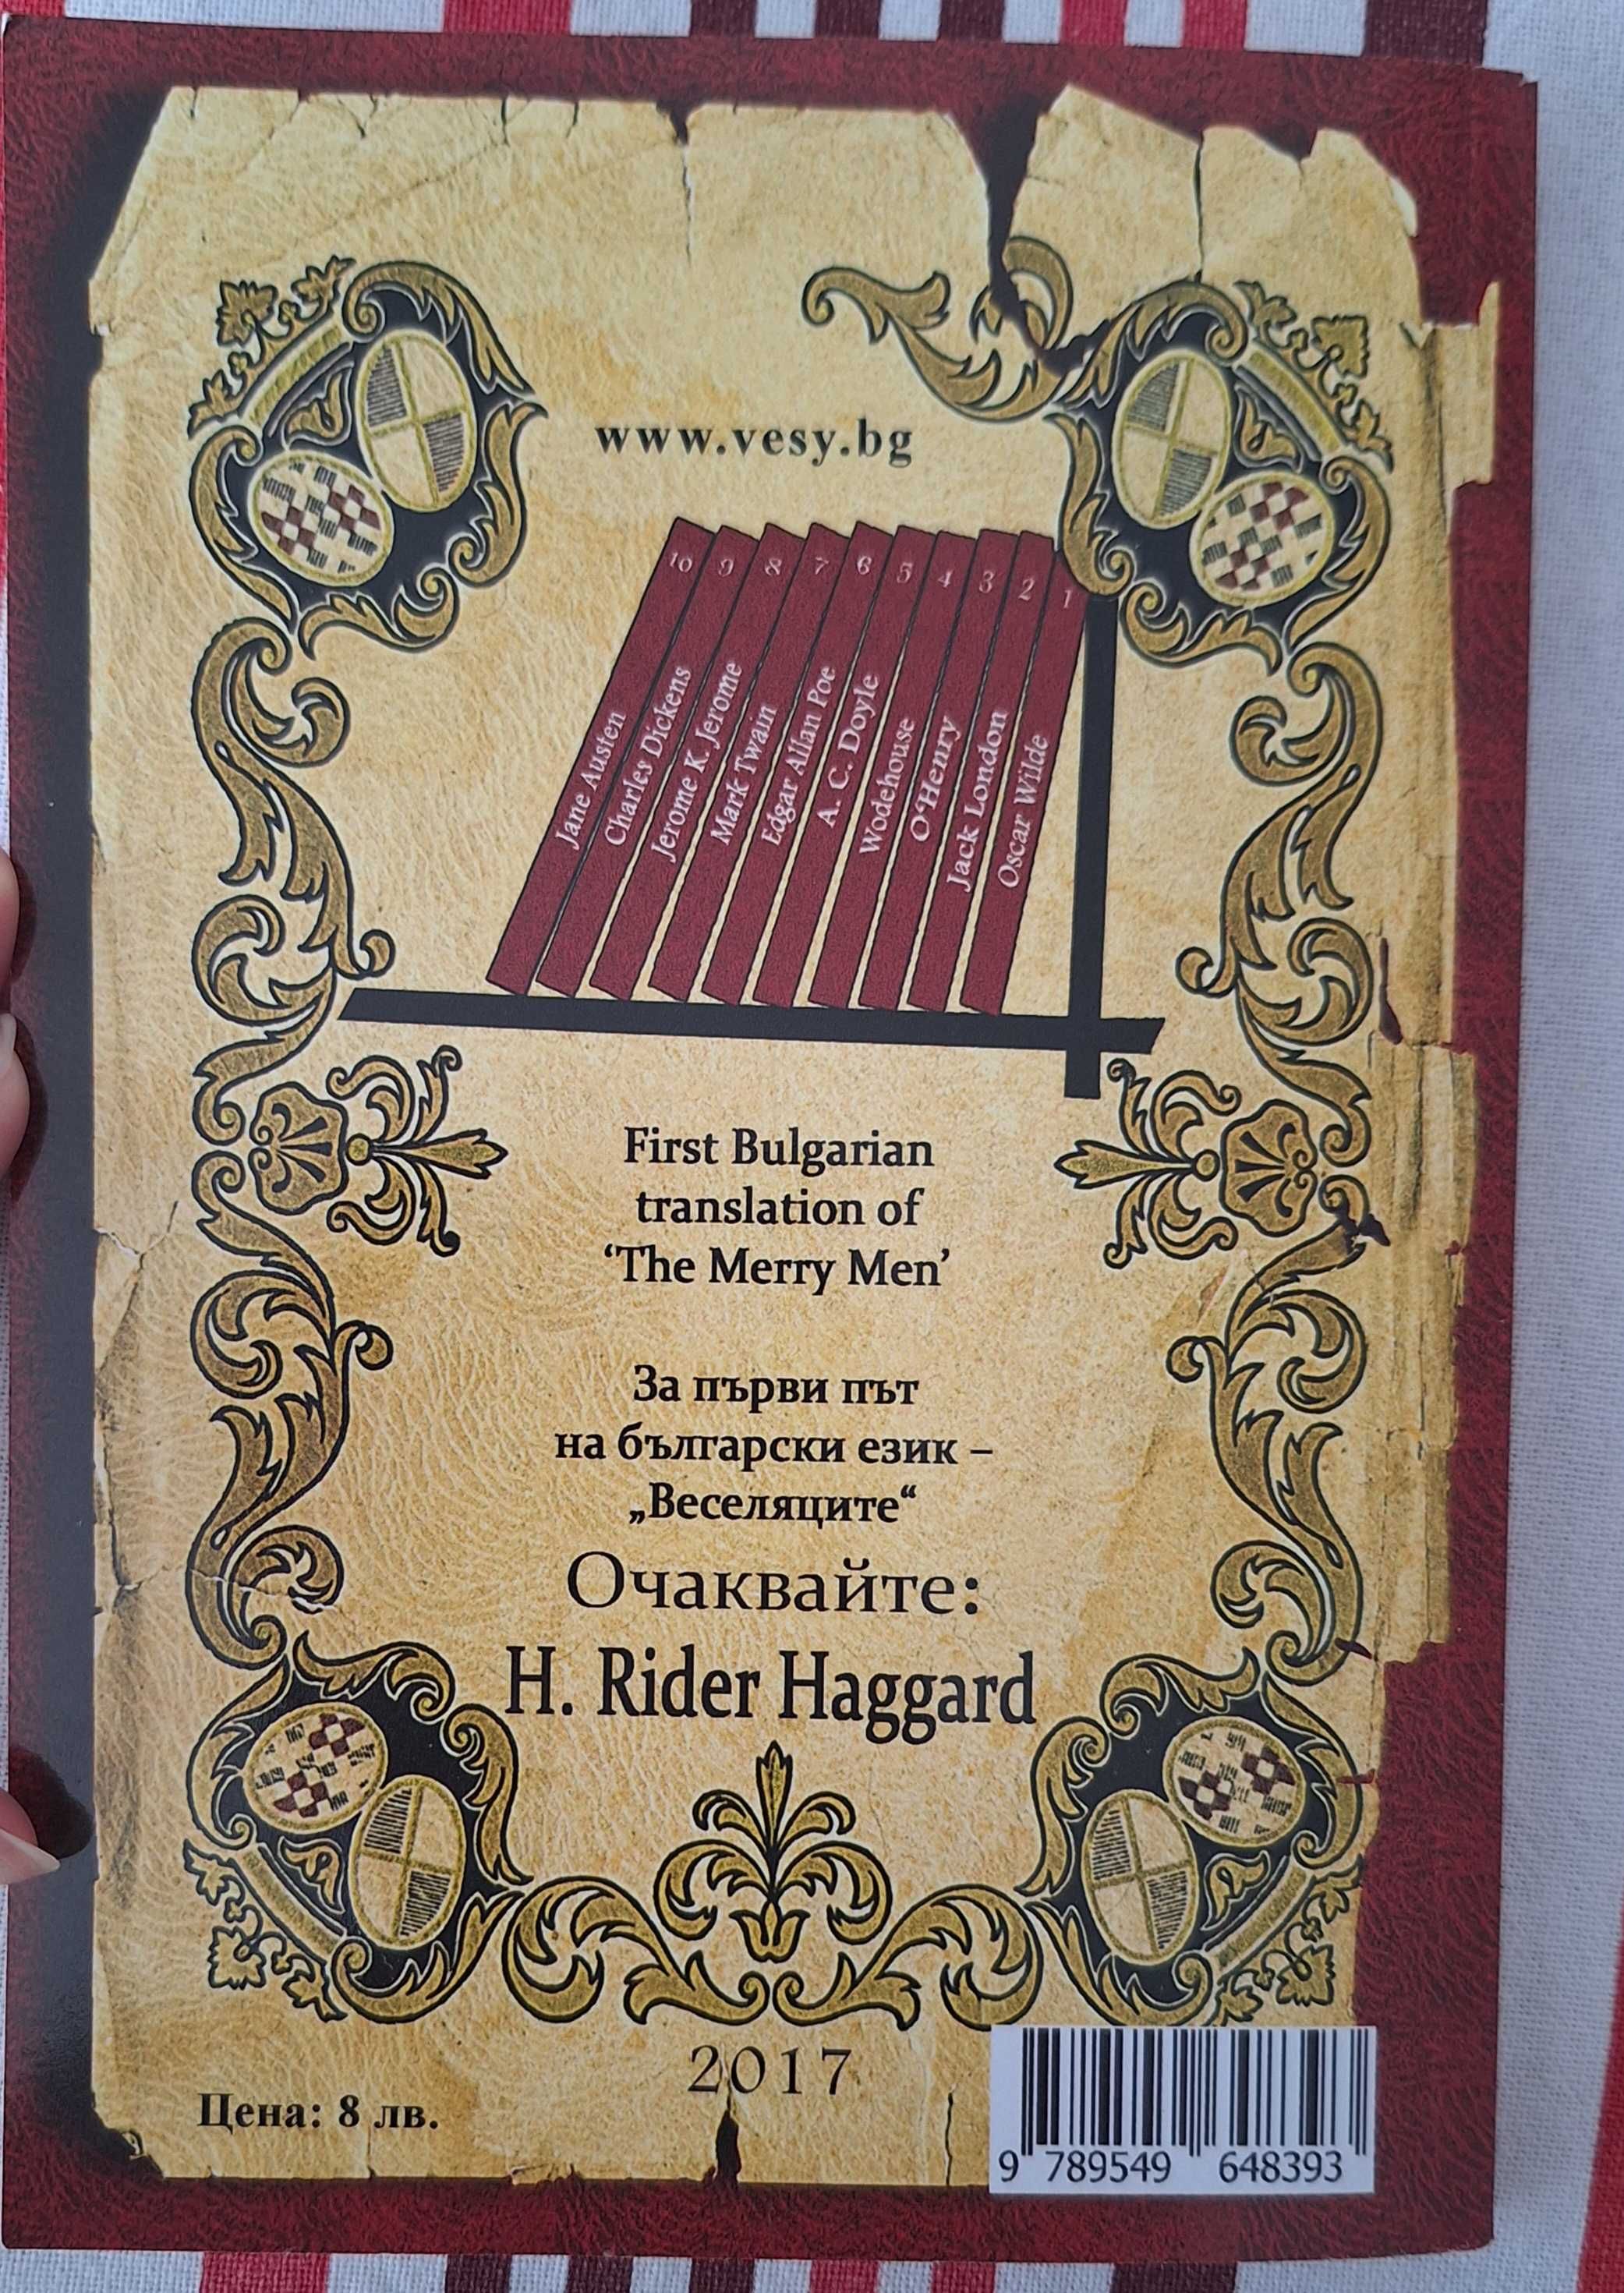 www.vesy.bg
10
9
8
7
6
5
4
3
2
1
Jane Austen
Charles Dickens
Jerome K. Jerome
Mark Twain
Edgar Allan Poe
A. C. Doyle
Wodehouse
O'Henry
Jack London
Oscar Wilde
First Bulgarian
translation of
‘The Merry Men’
За първи път
на български език –
„Веселяците“
Очаквайте:
H. Rider Haggard
2017
Цена: 8 лв.
9 789549 648393